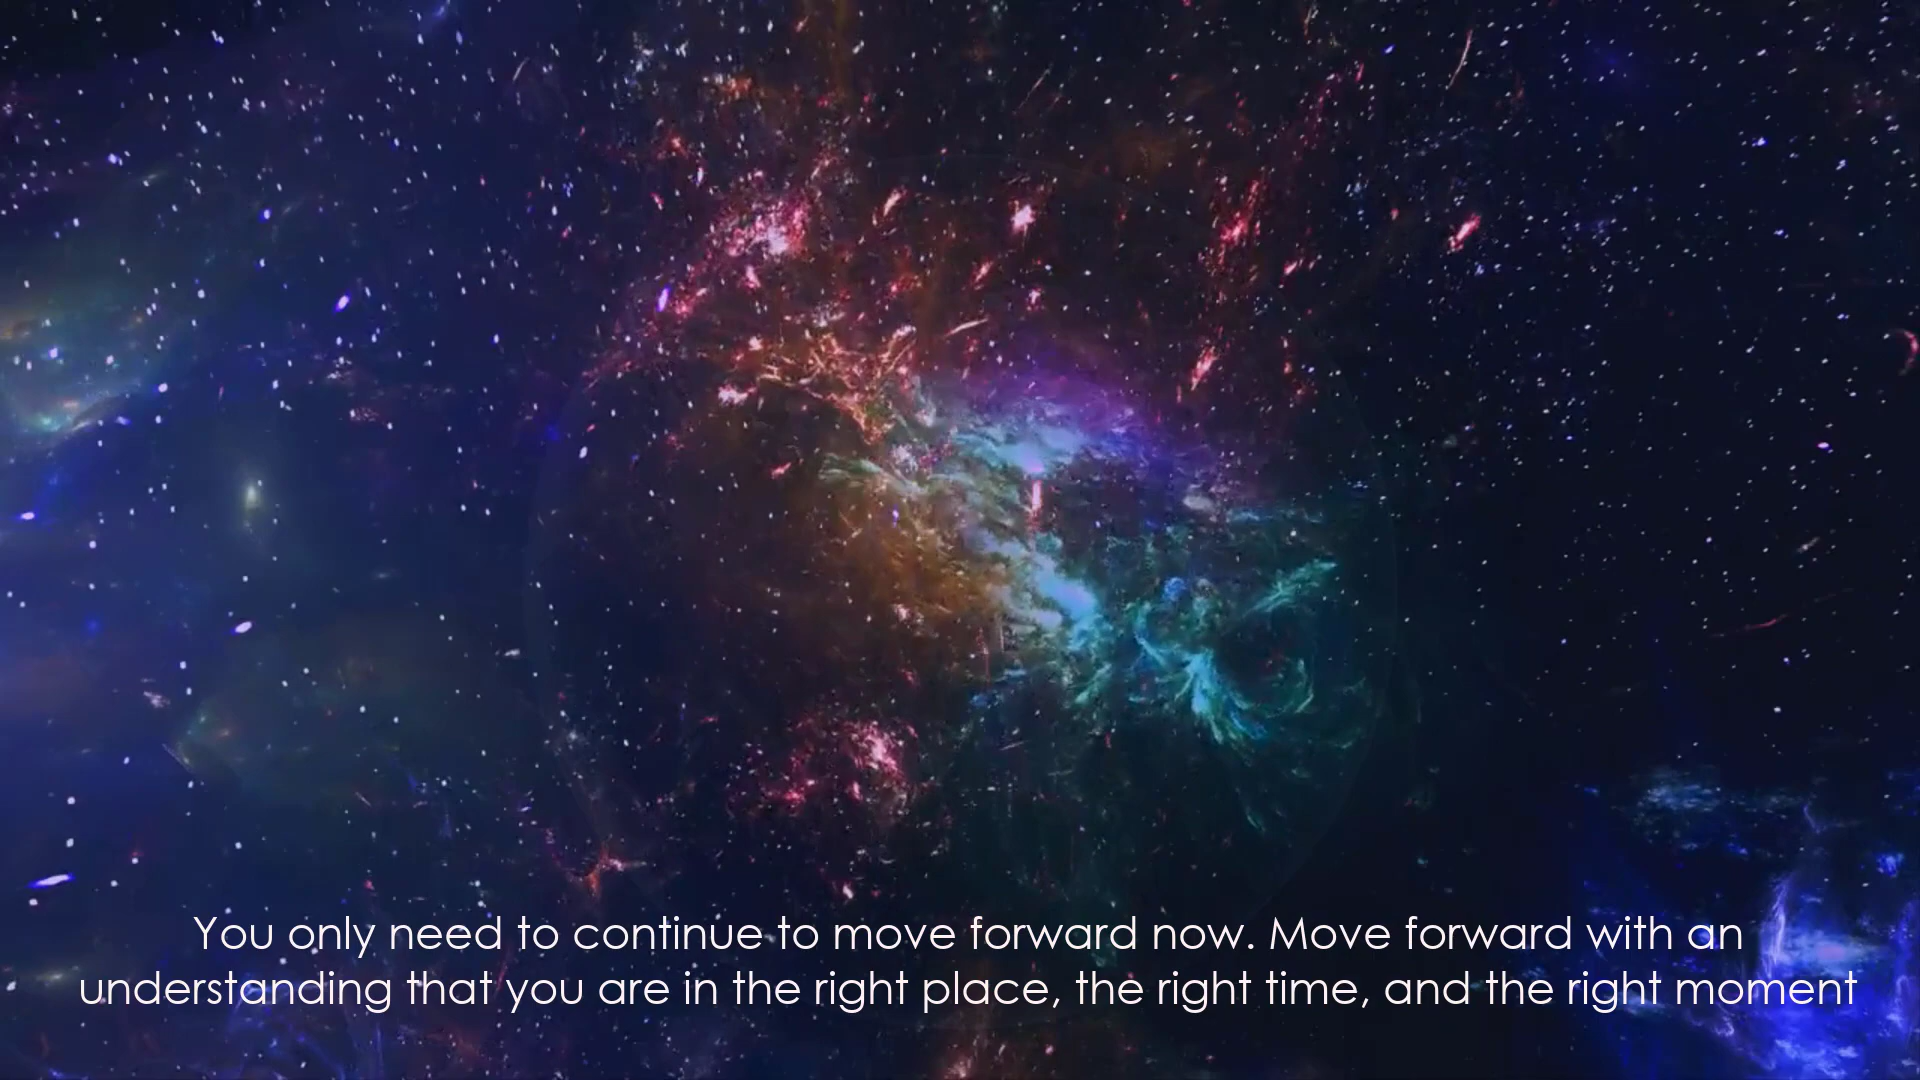 You only need to continue to move forward now. Move forward with an
understanding that you are in the right place, the right time, and the right moment